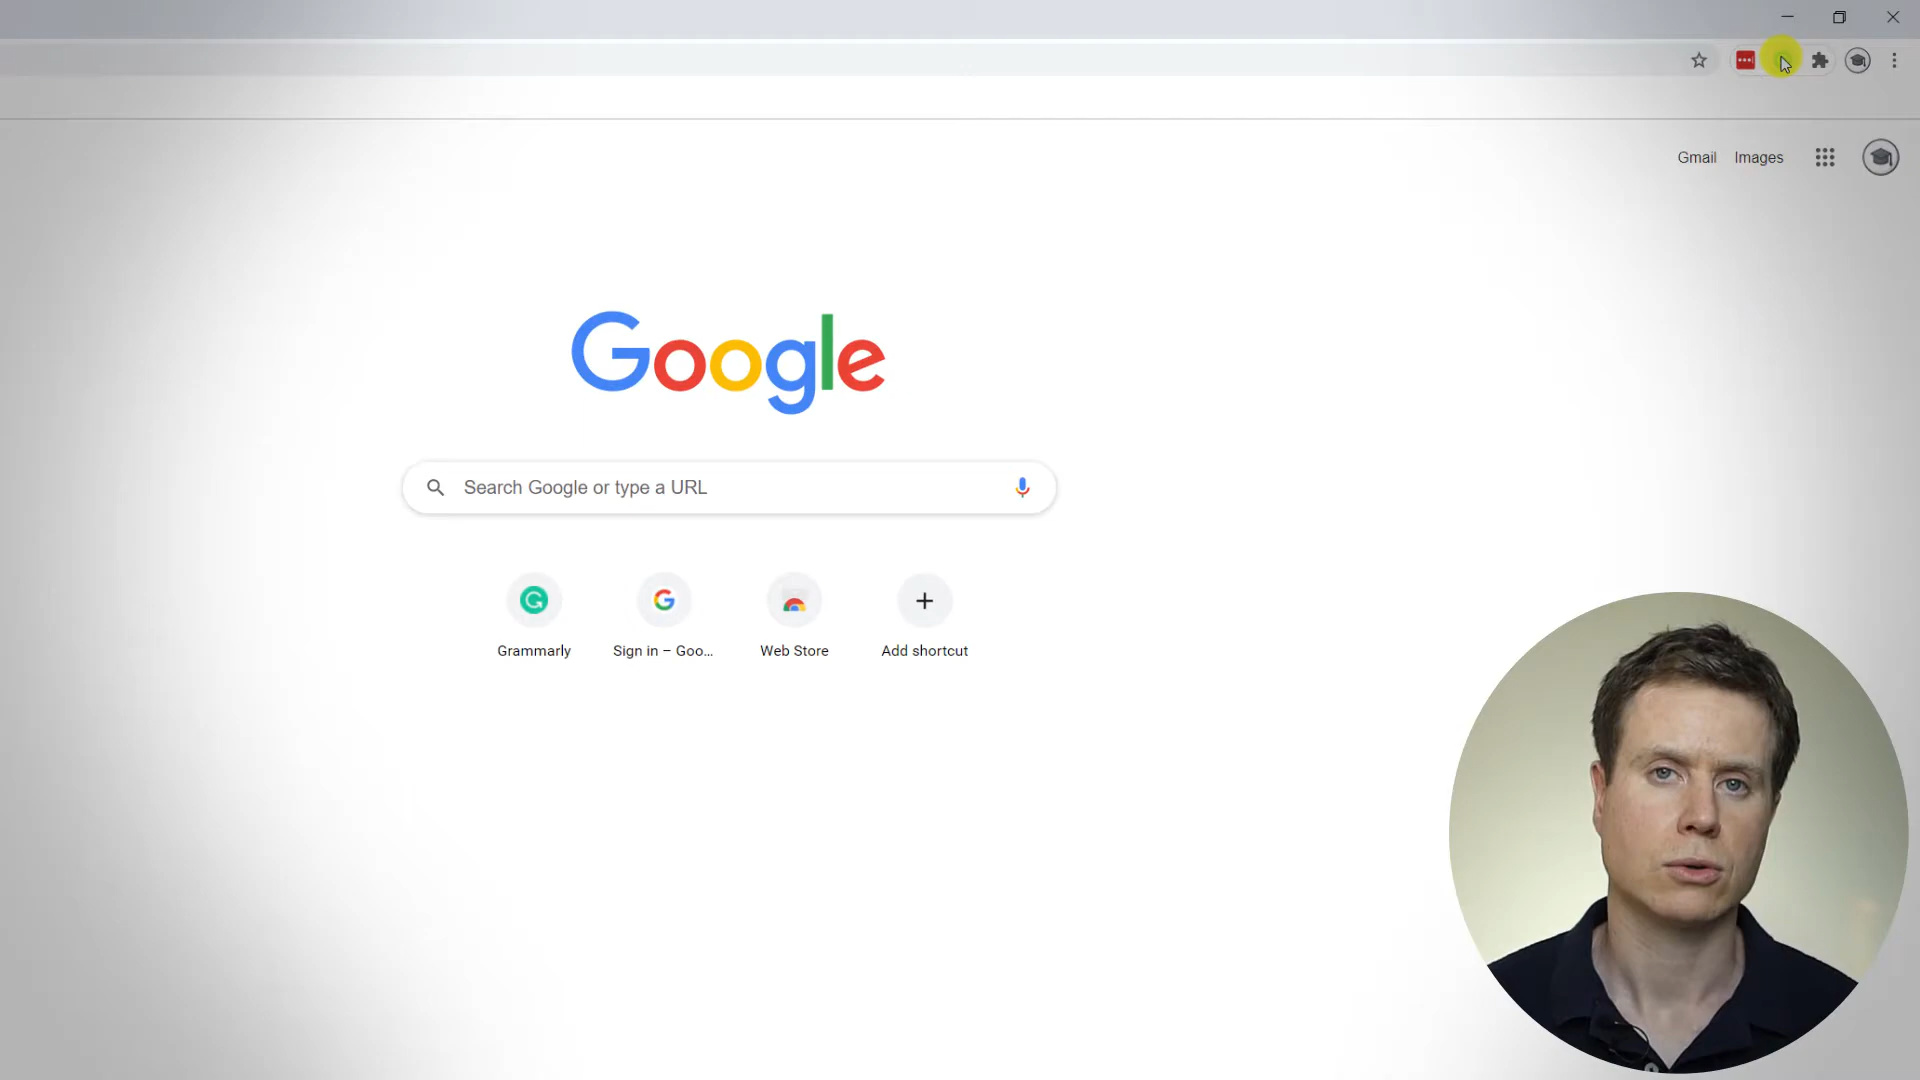 Gmail Images
Google
Search Google or type a URL
Grammarly
Sign in – Goo...
Web Store
Add shortcut